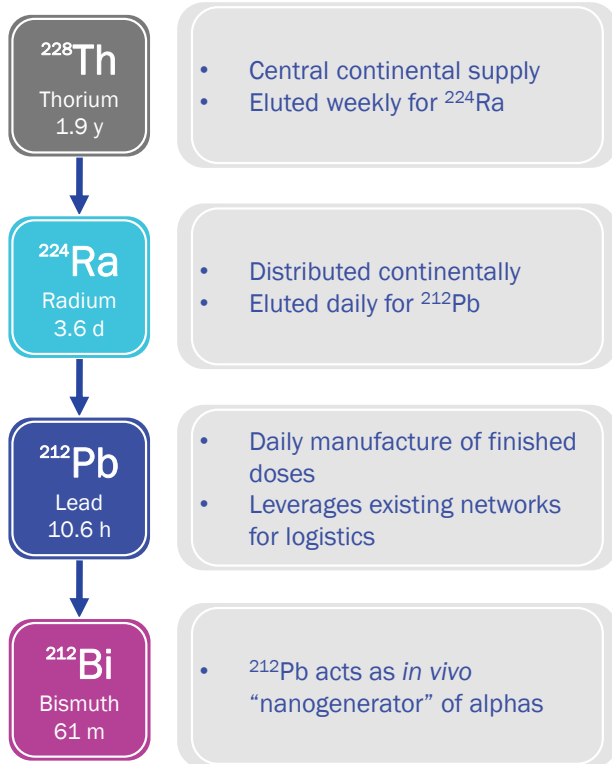 ²²⁸Th
Thorium
1.9 y
• Central continental supply
• Eluted weekly for ²²⁴Ra
²²⁴Ra
Radium
3.6 d
• Distributed continentally
• Eluted daily for ²¹²Pb
²¹²Pb
Lead
10.6 h
• Daily manufacture of finished
doses
• Leverages existing networks
for logistics
²¹²Bi
Bismuth
61 m
• ²¹²Pb acts as in vivo
“nanogenerator” of alphas